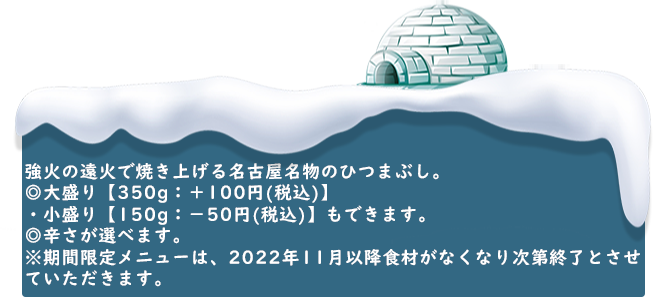 強火の遠火で焼き上げる名古屋名物のひつまぶし。
◎大盛り【350g：＋100円(税込)】
・小盛り【150g：－50円(税込)】もできます。
◎辛さが選べます。
※期間限定メニューは、2022年11月以降食材がなくなり次第終了とさせ
ていただきます。